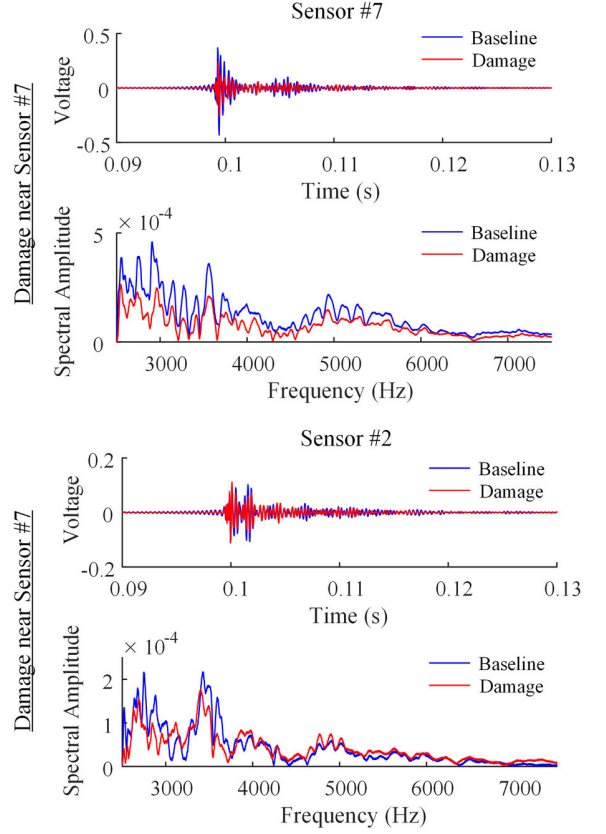 Sensor #7
Damage near Sensor #7
Voltage
0.5
0
-0.5
Baseline
Damage
0.09
0.1
0.11
0.12
0.13
Time (s)
Spectral Amplitude
× 10⁻⁴
5
0
Baseline
Damage
3000
4000
5000
6000
7000
Frequency (Hz)
Sensor #2
Damage near Sensor #7
Voltage
0.2
0
-0.2
Baseline
Damage
0.09
0.1
0.11
0.12
0.13
Time (s)
Spectral Amplitude
× 10⁻⁴
2
1
0
Baseline
Damage
3000
4000
5000
6000
7000
Frequency (Hz)